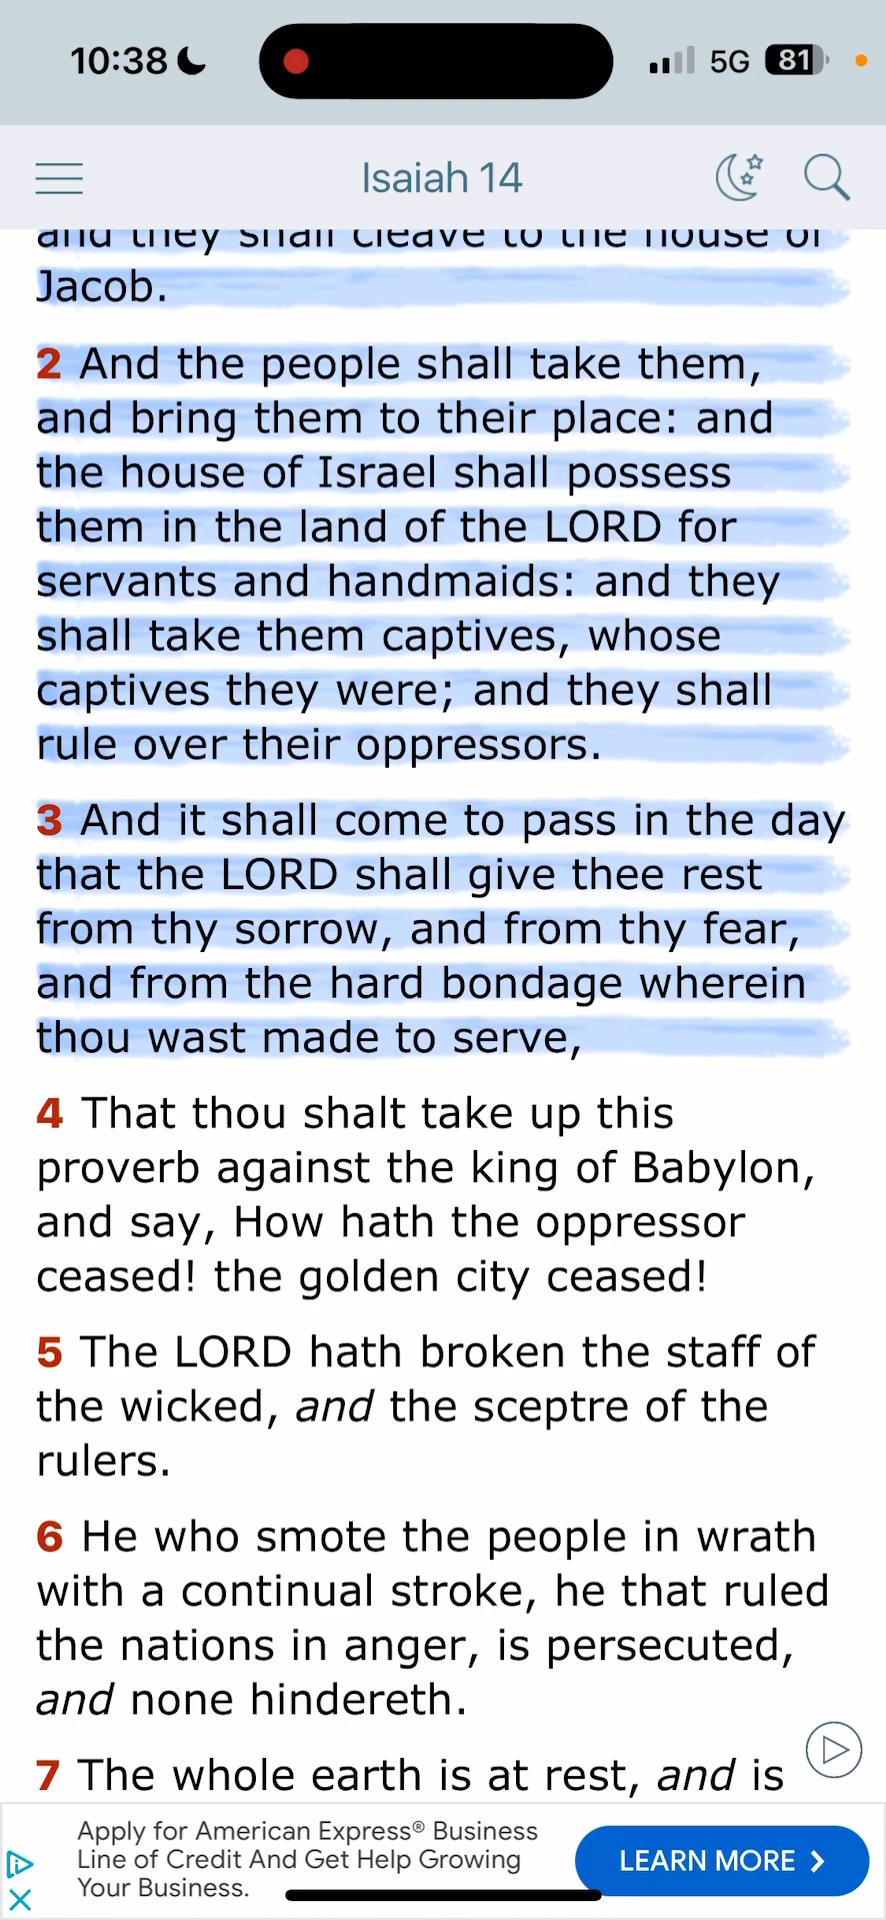 10:38
5G
81
Isaiah 14
and they shall cleave to the house of
Jacob.
2 And the people shall take them,
and bring them to their place: and
the house of Israel shall possess
them in the land of the LORD for
servants and handmaids: and they
shall take them captives, whose
captives they were; and they shall
rule over their oppressors.
3 And it shall come to pass in the day
that the LORD shall give thee rest
from thy sorrow, and from thy fear,
and from the hard bondage wherein
thou wast made to serve,
4 That thou shalt take up this
proverb against the king of Babylon,
and say, How hath the oppressor
ceased! the golden city ceased!
5 The LORD hath broken the staff of
the wicked, and the sceptre of the
rulers.
6 He who smote the people in wrath
with a continual stroke, he that ruled
the nations in anger, is persecuted,
and none hindereth.
7 The whole earth is at rest, and is
Apply for American Express® Business
Line of Credit And Get Help Growing
Your Business.
LEARN MORE